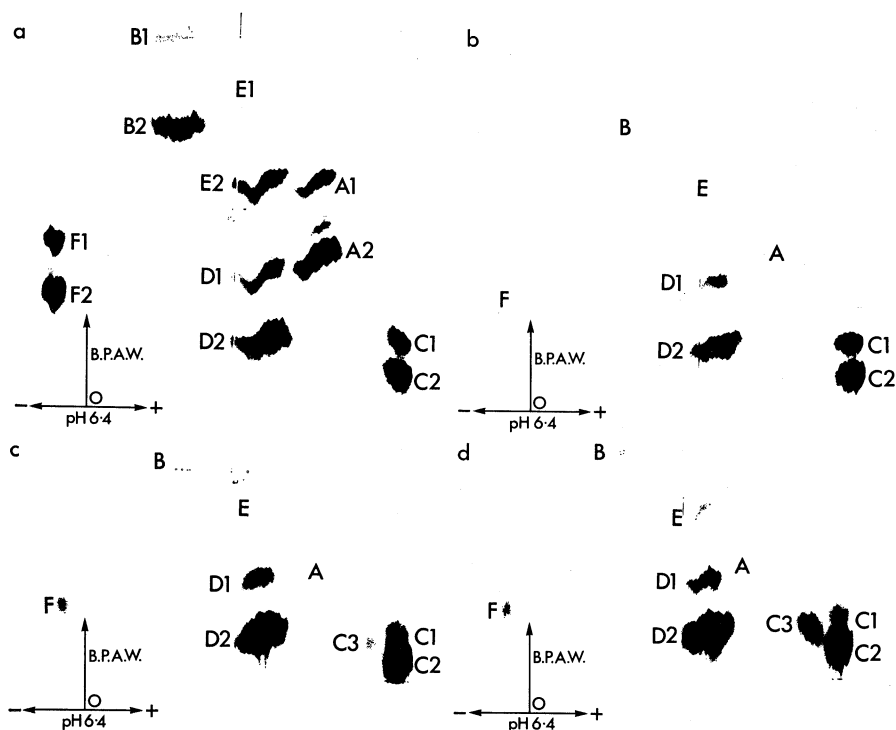 a
B1
E1
B2
E2
A1
F1
A2
D1
F2
D2
B.P.A.W.
C1
C2
O
− +
pH 6·4
b
B
E
A
D1
F
D2
B.P.A.W.
C1
C2
O
− +
pH 6·4
c
B
E
A
D1
F
D2
C3
C1
B.P.A.W.
C2
O
− +
pH 6·4
d
B
E
A
D1
F
C3
C1
D2
C2
B.P.A.W.
O
− +
pH 6·4